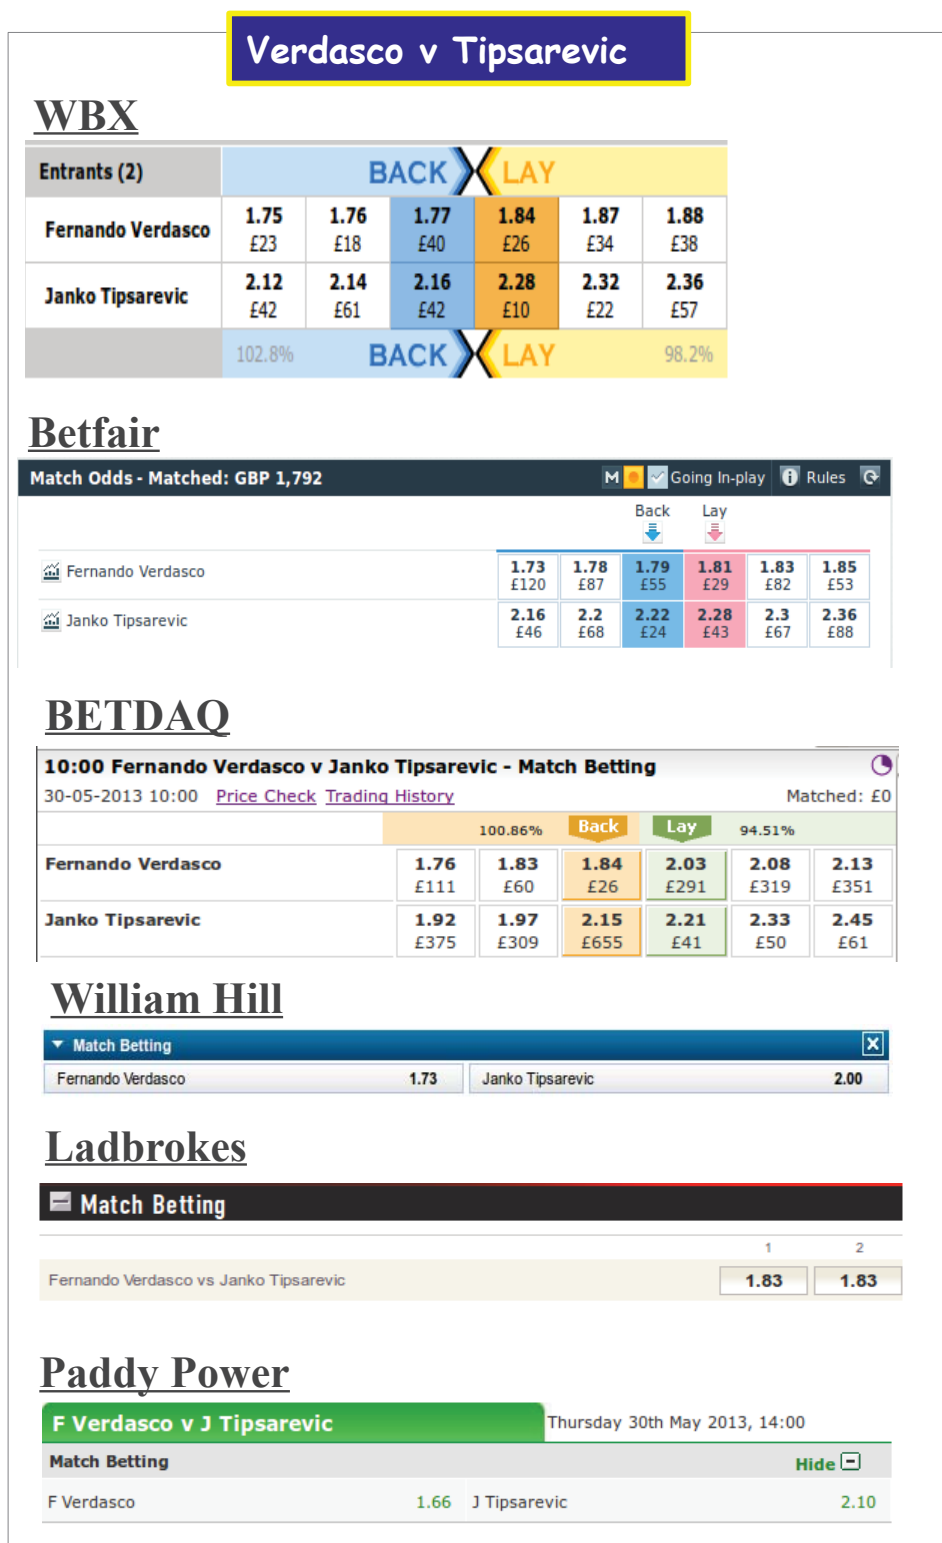 Verdasco v Tipsarevic
WBX
Entrants (2) BACK LAY
Fernando Verdasco 1.75 1.76 1.77 1.84 1.87 1.88
£23 £18 £40 £26 £34 £38
Janko Tipsarevic 2.12 2.14 2.16 2.28 2.32 2.36
£42 £61 £42 £10 £22 £57
102.8% BACK LAY 98.2%
Betfair
Match Odds - Matched: GBP 1,792 M Going In-play i Rules
Back Lay
Fernando Verdasco 1.73 1.78 1.79 1.81 1.83 1.85
£120 £87 £55 £29 £82 £53
Janko Tipsarevic 2.16 2.2 2.22 2.28 2.3 2.36
£46 £68 £24 £43 £67 £88
BETDAQ
10:00 Fernando Verdasco v Janko Tipsarevic - Match Betting
30-05-2013 10:00 Price Check Trading History Matched: £0
100.86% Back Lay 94.51%
Fernando Verdasco 1.76 1.83 1.84 2.03 2.08 2.13
£111 £60 £26 £291 £319 £351
Janko Tipsarevic 1.92 1.97 2.15 2.21 2.33 2.45
£375 £309 £655 £41 £50 £61
William Hill
Match Betting
Fernando Verdasco 1.73 Janko Tipsarevic 2.00
Ladbrokes
Match Betting
1 2
Fernando Verdasco vs Janko Tipsarevic 1.83 1.83
Paddy Power
F Verdasco v J Tipsarevic Thursday 30th May 2013, 14:00
Match Betting Hide
F Verdasco 1.66 J Tipsarevic 2.10